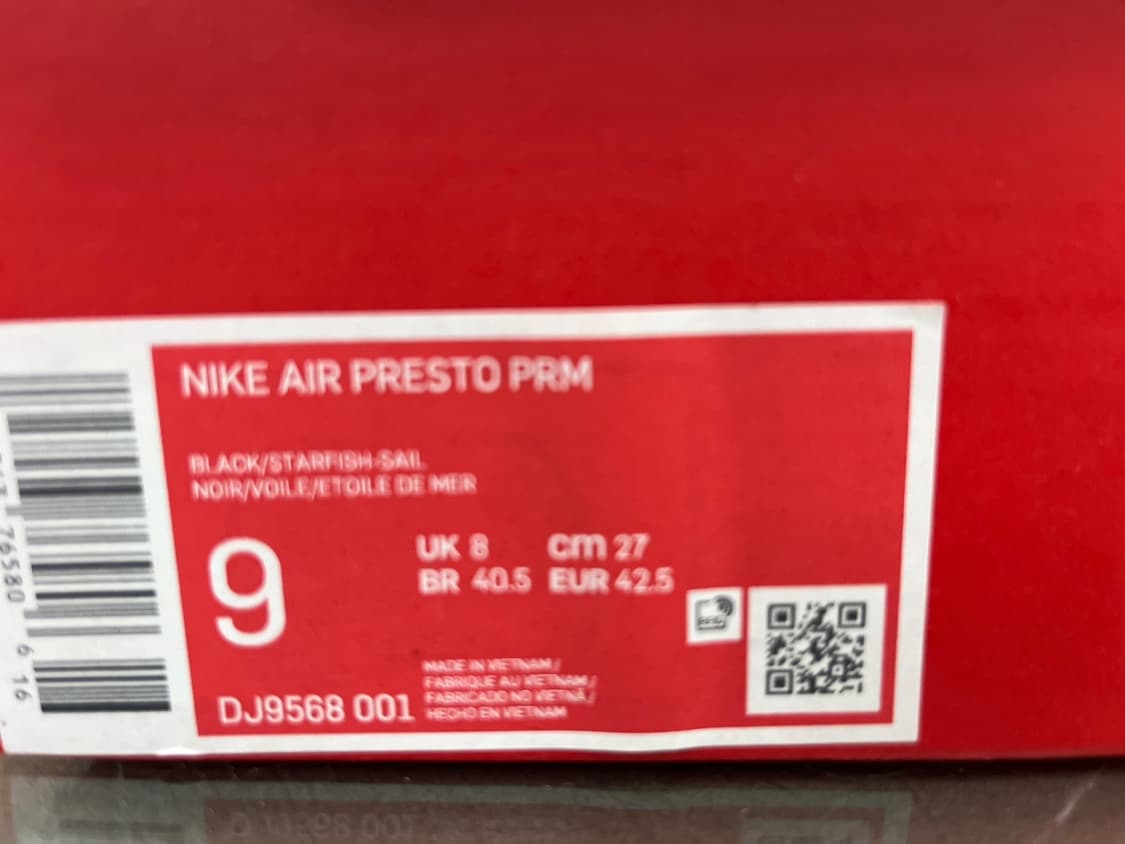 NIKE AIR PRESTO PRM
BLACK/STARFISH-SAIL
NOIR/VOILE/ETOILE DE MER
9
UK 8 cm 27
BR 40.5 EUR 42.5
MADE IN VIETNAM /
FABRIQUE AU VIETNAM /
FABRICADO NO VIETNÃ /
HECHO EN VIETNAM
DJ9568 001
76580 6 16